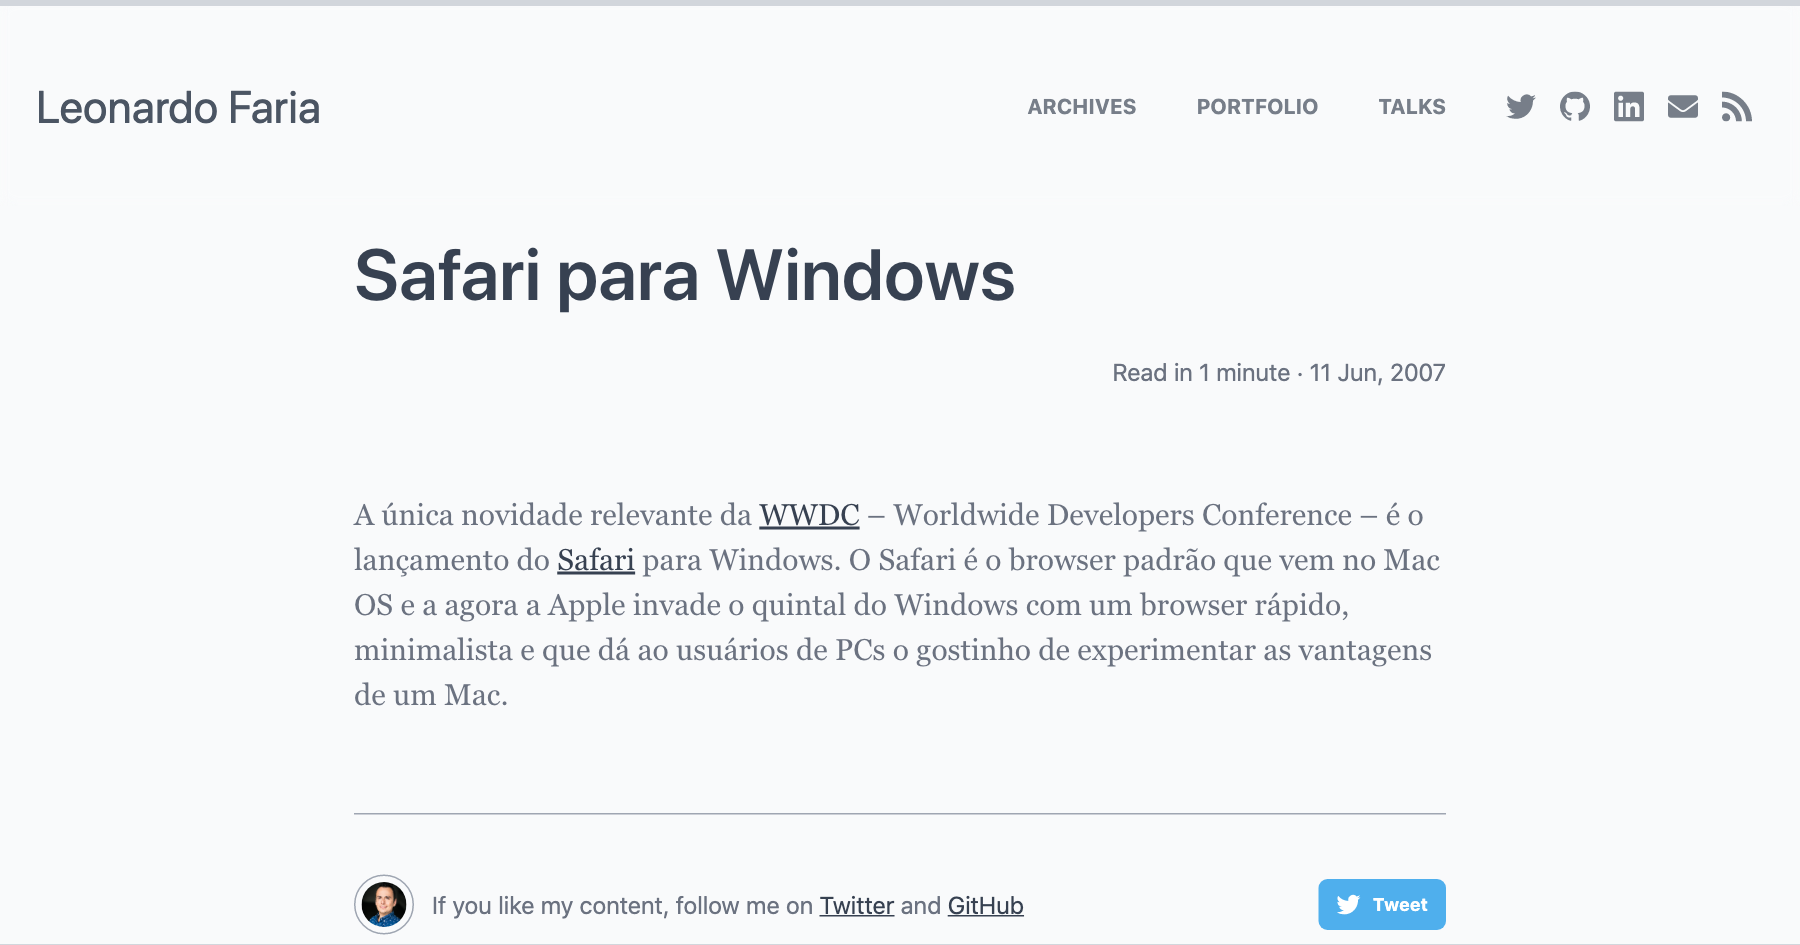 Leonardo Faria
ARCHIVES PORTFOLIO TALKS
Safari para Windows
Read in 1 minute · 11 Jun, 2007
A única novidade relevante da WWDC – Worldwide Developers Conference – é o
lançamento do Safari para Windows. O Safari é o browser padrão que vem no Mac
OS e a agora a Apple invade o quintal do Windows com um browser rápido,
minimalista e que dá ao usuários de PCs o gostinho de experimentar as vantagens
de um Mac.
If you like my content, follow me on Twitter and GitHub
Tweet